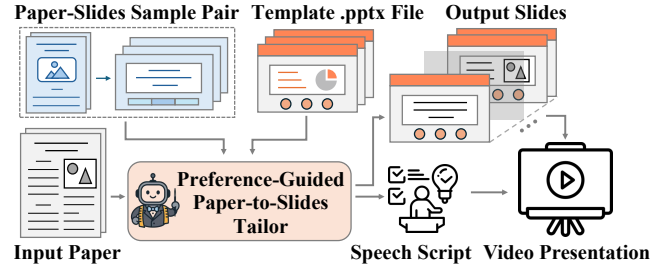 Paper-Slides Sample Pair
Template .pptx File
Output Slides
Preference-Guided
Paper-to-Slides
Tailor
Input Paper
Speech Script
Video Presentation